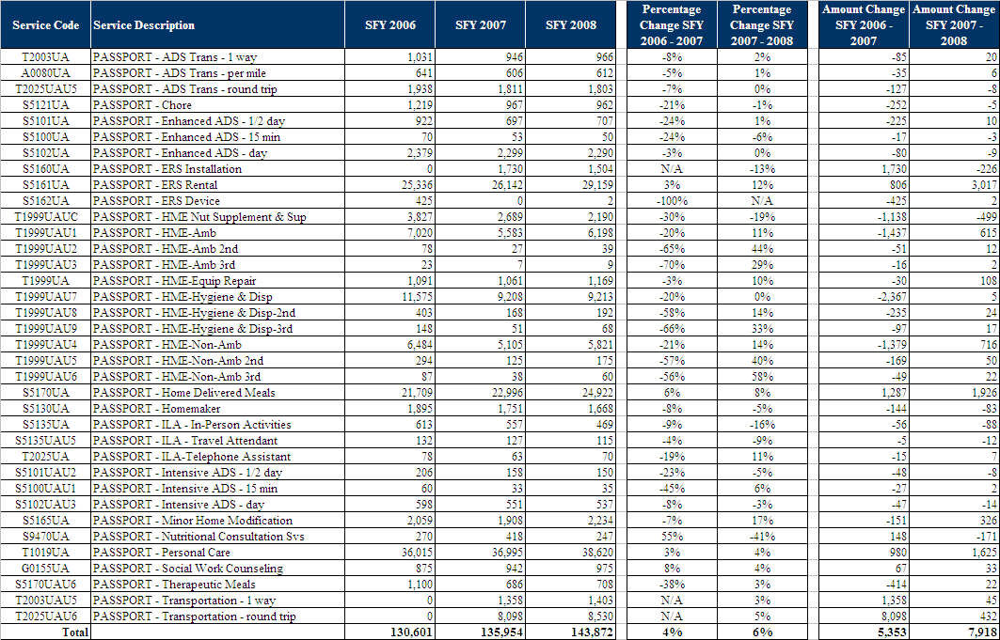 Service Code Service Description SFY 2006 SFY 2007 SFY 2008 Percentage Change SFY 2006 - 2007 Percentage Change SFY 2007 - 2008 Amount Change SFY 2006 - 2007 Amount Change SFY 2007 - 2008
T2003UA PASSPORT - ADS Trans - 1 way 1,031 946 966 -8% 2% -85 20
A0080UA PASSPORT - ADS Trans - per mile 641 606 612 -5% 1% -35 6
T2025UAU5 PASSPORT - ADS Trans - round trip 1,938 1,811 1,803 -7% 0% -127 -8
S5121UA PASSPORT - Chore 1,219 967 962 -21% -1% -252 -5
S5101UA PASSPORT - Enhanced ADS - 1/2 day 922 697 707 -24% 1% -225 10
S5100UA PASSPORT - Enhanced ADS - 15 min 70 53 50 -24% -6% -17 -3
S5102UA PASSPORT - Enhanced ADS - day 2,379 2,299 2,290 -3% 0% -80 -9
S5160UA PASSPORT - ERS Installation 0 1,730 1,504 N/A -13% 1,730 -226
S5161UA PASSPORT - ERS Rental 25,336 26,142 29,159 3% 12% 806 3,017
S5162UA PASSPORT - ERS Device 425 0 2 -100% N/A -425 2
T1999UAUC PASSPORT - HME Nut Supplement & Sup 3,827 2,689 2,190 -30% -19% -1,138 -499
T1999UAU1 PASSPORT - HME-Amb 7,020 5,583 6,198 -20% 11% -1,437 615
T1999UAU2 PASSPORT - HME-Amb 2nd 78 27 39 -65% 44% -51 12
T1999UAU3 PASSPORT - HME-Amb 3rd 23 7 9 -70% 29% -16 2
T1999UA PASSPORT - HME-Equip Repair 1,091 1,061 1,169 -3% 10% -30 108
T1999UAU7 PASSPORT - HME-Hygiene & Disp 11,575 9,208 9,213 -20% 0% -2,367 5
T1999UAU8 PASSPORT - HME-Hygiene & Disp-2nd 403 168 192 -58% 14% -235 24
T1999UAU9 PASSPORT - HME-Hygiene & Disp-3rd 148 51 68 -66% 33% -97 17
T1999UAU4 PASSPORT - HME-Non-Amb 6,484 5,105 5,821 -21% 14% -1,379 716
T1999UAU5 PASSPORT - HME-Non-Amb 2nd 294 125 175 -57% 40% -169 50
T1999UAU6 PASSPORT - HME-Non-Amb 3rd 87 38 60 -56% 58% -49 22
S5170UA PASSPORT - Home Delivered Meals 21,709 22,996 24,922 6% 8% 1,287 1,926
S5130UA PASSPORT - Homemaker 1,895 1,751 1,668 -8% -5% -144 -83
S5135UA PASSPORT - ILA - In-Person Activities 613 557 469 -9% -16% -56 -88
S5135UAU5 PASSPORT - ILA - Travel Attendant 132 127 115 -4% -9% -5 -12
T2025UA PASSPORT - ILA-Telephone Assistant 78 63 70 -19% 11% -15 7
S5101UAU2 PASSPORT - Intensive ADS - 1/2 day 206 158 150 -23% -5% -48 -8
S5100UAU1 PASSPORT - Intensive ADS - 15 min 60 33 35 -45% 6% -27 2
S5102UAU3 PASSPORT - Intensive ADS - day 598 551 537 -8% -3% -47 -14
S5165UA PASSPORT - Minor Home Modification 2,059 1,908 2,234 -7% 17% -151 326
S9470UA PASSPORT - Nutritional Consultation Svs 270 418 247 55% -41% 148 -171
T1019UA PASSPORT - Personal Care 36,015 36,995 38,620 3% 4% 980 1,625
G0155UA PASSPORT - Social Work Counseling 875 942 975 8% 4% 67 33
S5170UAU6 PASSPORT - Therapeutic Meals 1,100 686 708 -38% 3% -414 22
T2003UAU5 PASSPORT - Transportation - 1 way 0 1,358 1,403 N/A 3% 1,358 45
T2025UAU6 PASSPORT - Transportation - round trip 0 8,098 8,530 N/A 5% 8,098 432
Total 130,601 135,954 143,872 4% 6% 5,353 7,918